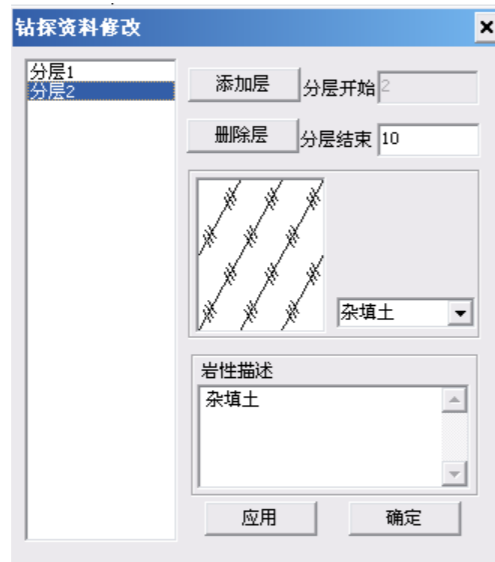 钻探资料修改
分层1
分层2
添加层
分层开始 2
删除层
分层结束 10
杂填土
岩性描述
杂填土
应用
确定